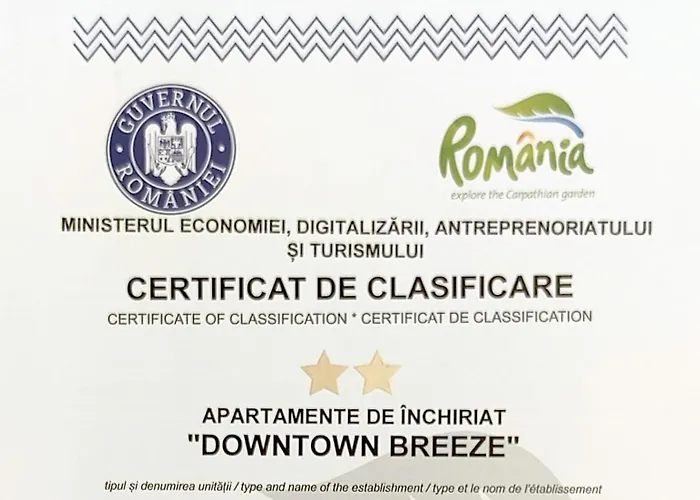 GUVERNUL
ROMÂNIEI
România
explore the Carpathian garden
MINISTERUL ECONOMIEI, DIGITALIZĂRII, ANTREPRENORIATULUI
ȘI TURISMULUI
CERTIFICAT DE CLASIFICARE
CERTIFICATE OF CLASSIFICATION * CERTIFICAT DE CLASSIFICATION
APARTAMENTE DE ÎNCHIRIAT
"DOWNTOWN BREEZE"
tipul și denumirea unității / type and name of the establishment / type et le nom de l'établissement